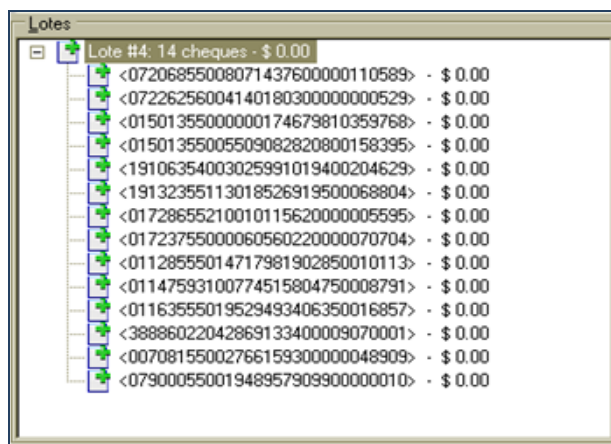 Lotes
Lote #4: 14 cheques - $ 0.00
<07206855008071437600000110589> - $ 0.00
<07226256004140180300000000529> - $ 0.00
<01501355000000174679810359768> - $ 0.00
<01501355005509082820800158395> - $ 0.00
<19106354003025991019400204629> - $ 0.00
<19132355113018526919500068804> - $ 0.00
<01728655210010115620000005595> - $ 0.00
<01723755000060560220000070704> - $ 0.00
<01128555014717981902850010113> - $ 0.00
<01147593100774515804750008791> - $ 0.00
<01163555019529493406350016857> - $ 0.00
<38886022042869133400009070001> - $ 0.00
<00708155002766159300000048909> - $ 0.00
<07900055001948957909900000010> - $ 0.00